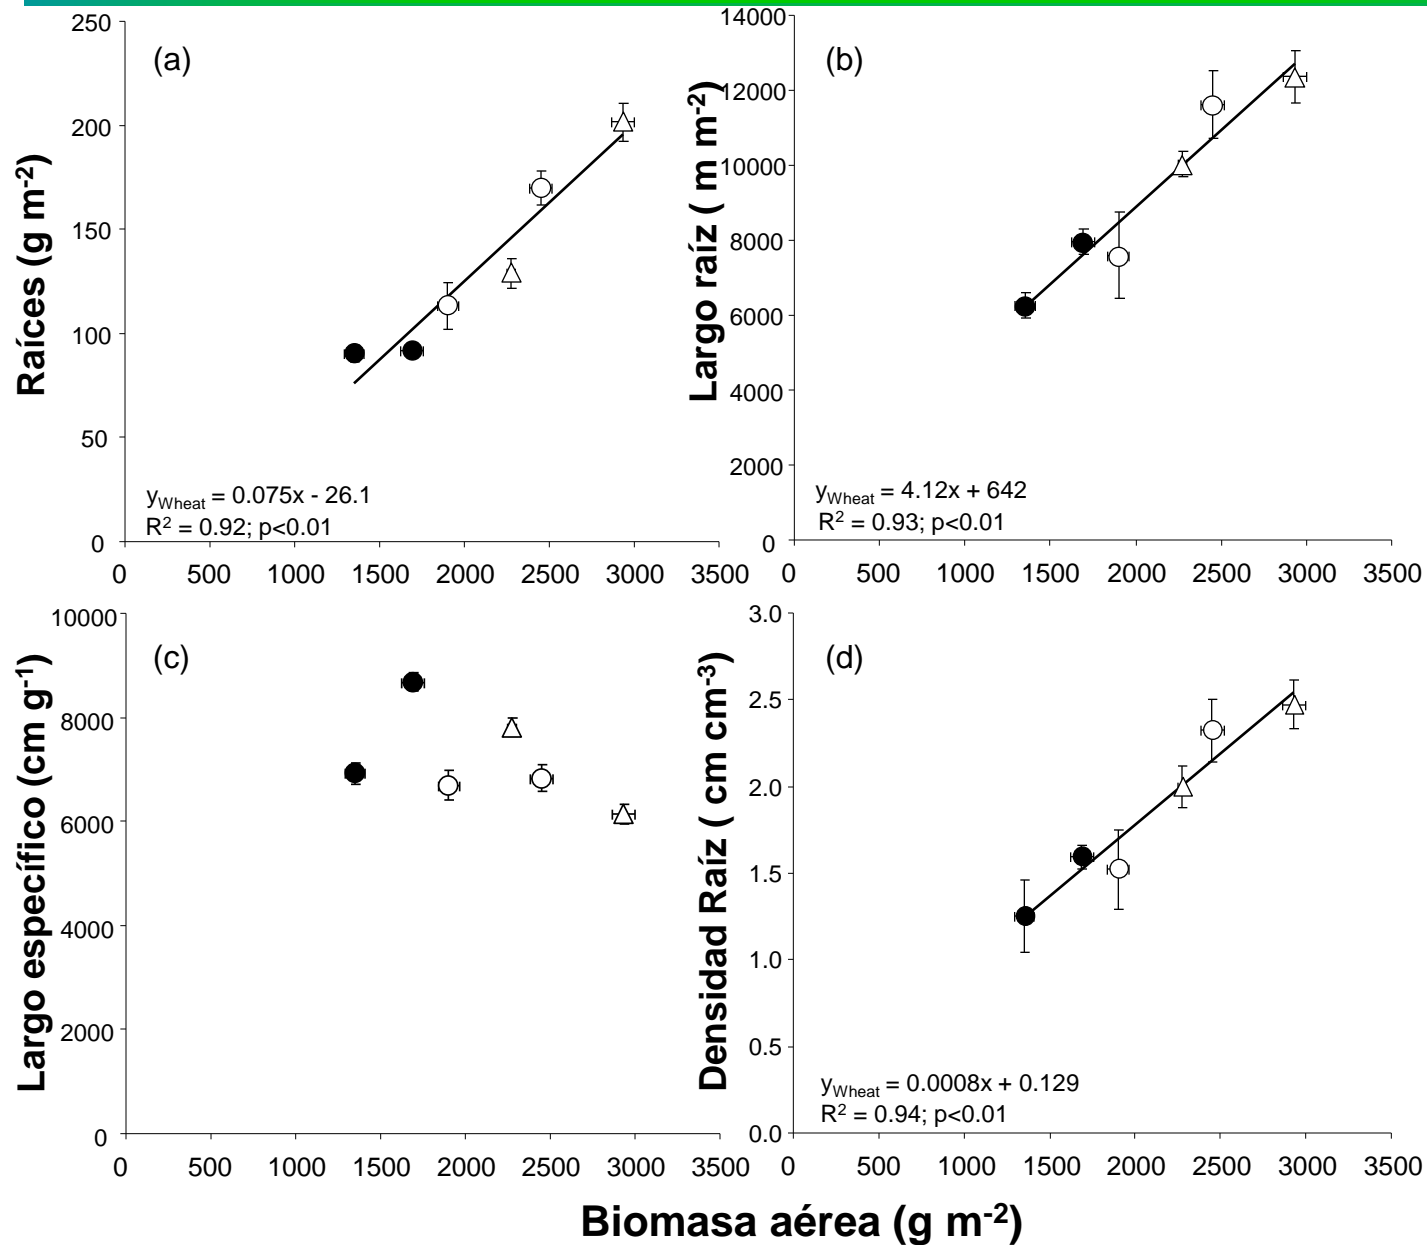 (a)
250
200
150
100
50
0
Raíces (g m-2)
yWheat = 0.075x - 26.1
R2 = 0.92; p<0.01
0 500 1000 1500 2000 2500 3000 3500
(b)
14000
12000
10000
8000
6000
4000
2000
0
Largo raíz ( m m-2)
yWheat = 4.12x + 642
R2 = 0.93; p<0.01
0 500 1000 1500 2000 2500 3000 3500
(c)
10000
8000
6000
4000
2000
0
Largo específico (cm g-1)
0 500 1000 1500 2000 2500 3000 3500
(d)
3.0
2.5
2.0
1.5
1.0
0.5
0.0
Densidad Raíz ( cm cm-3)
yWheat = 0.0008x + 0.129
R2 = 0.94; p<0.01
0 500 1000 1500 2000 2500 3000 3500
Biomasa aérea (g m-2)